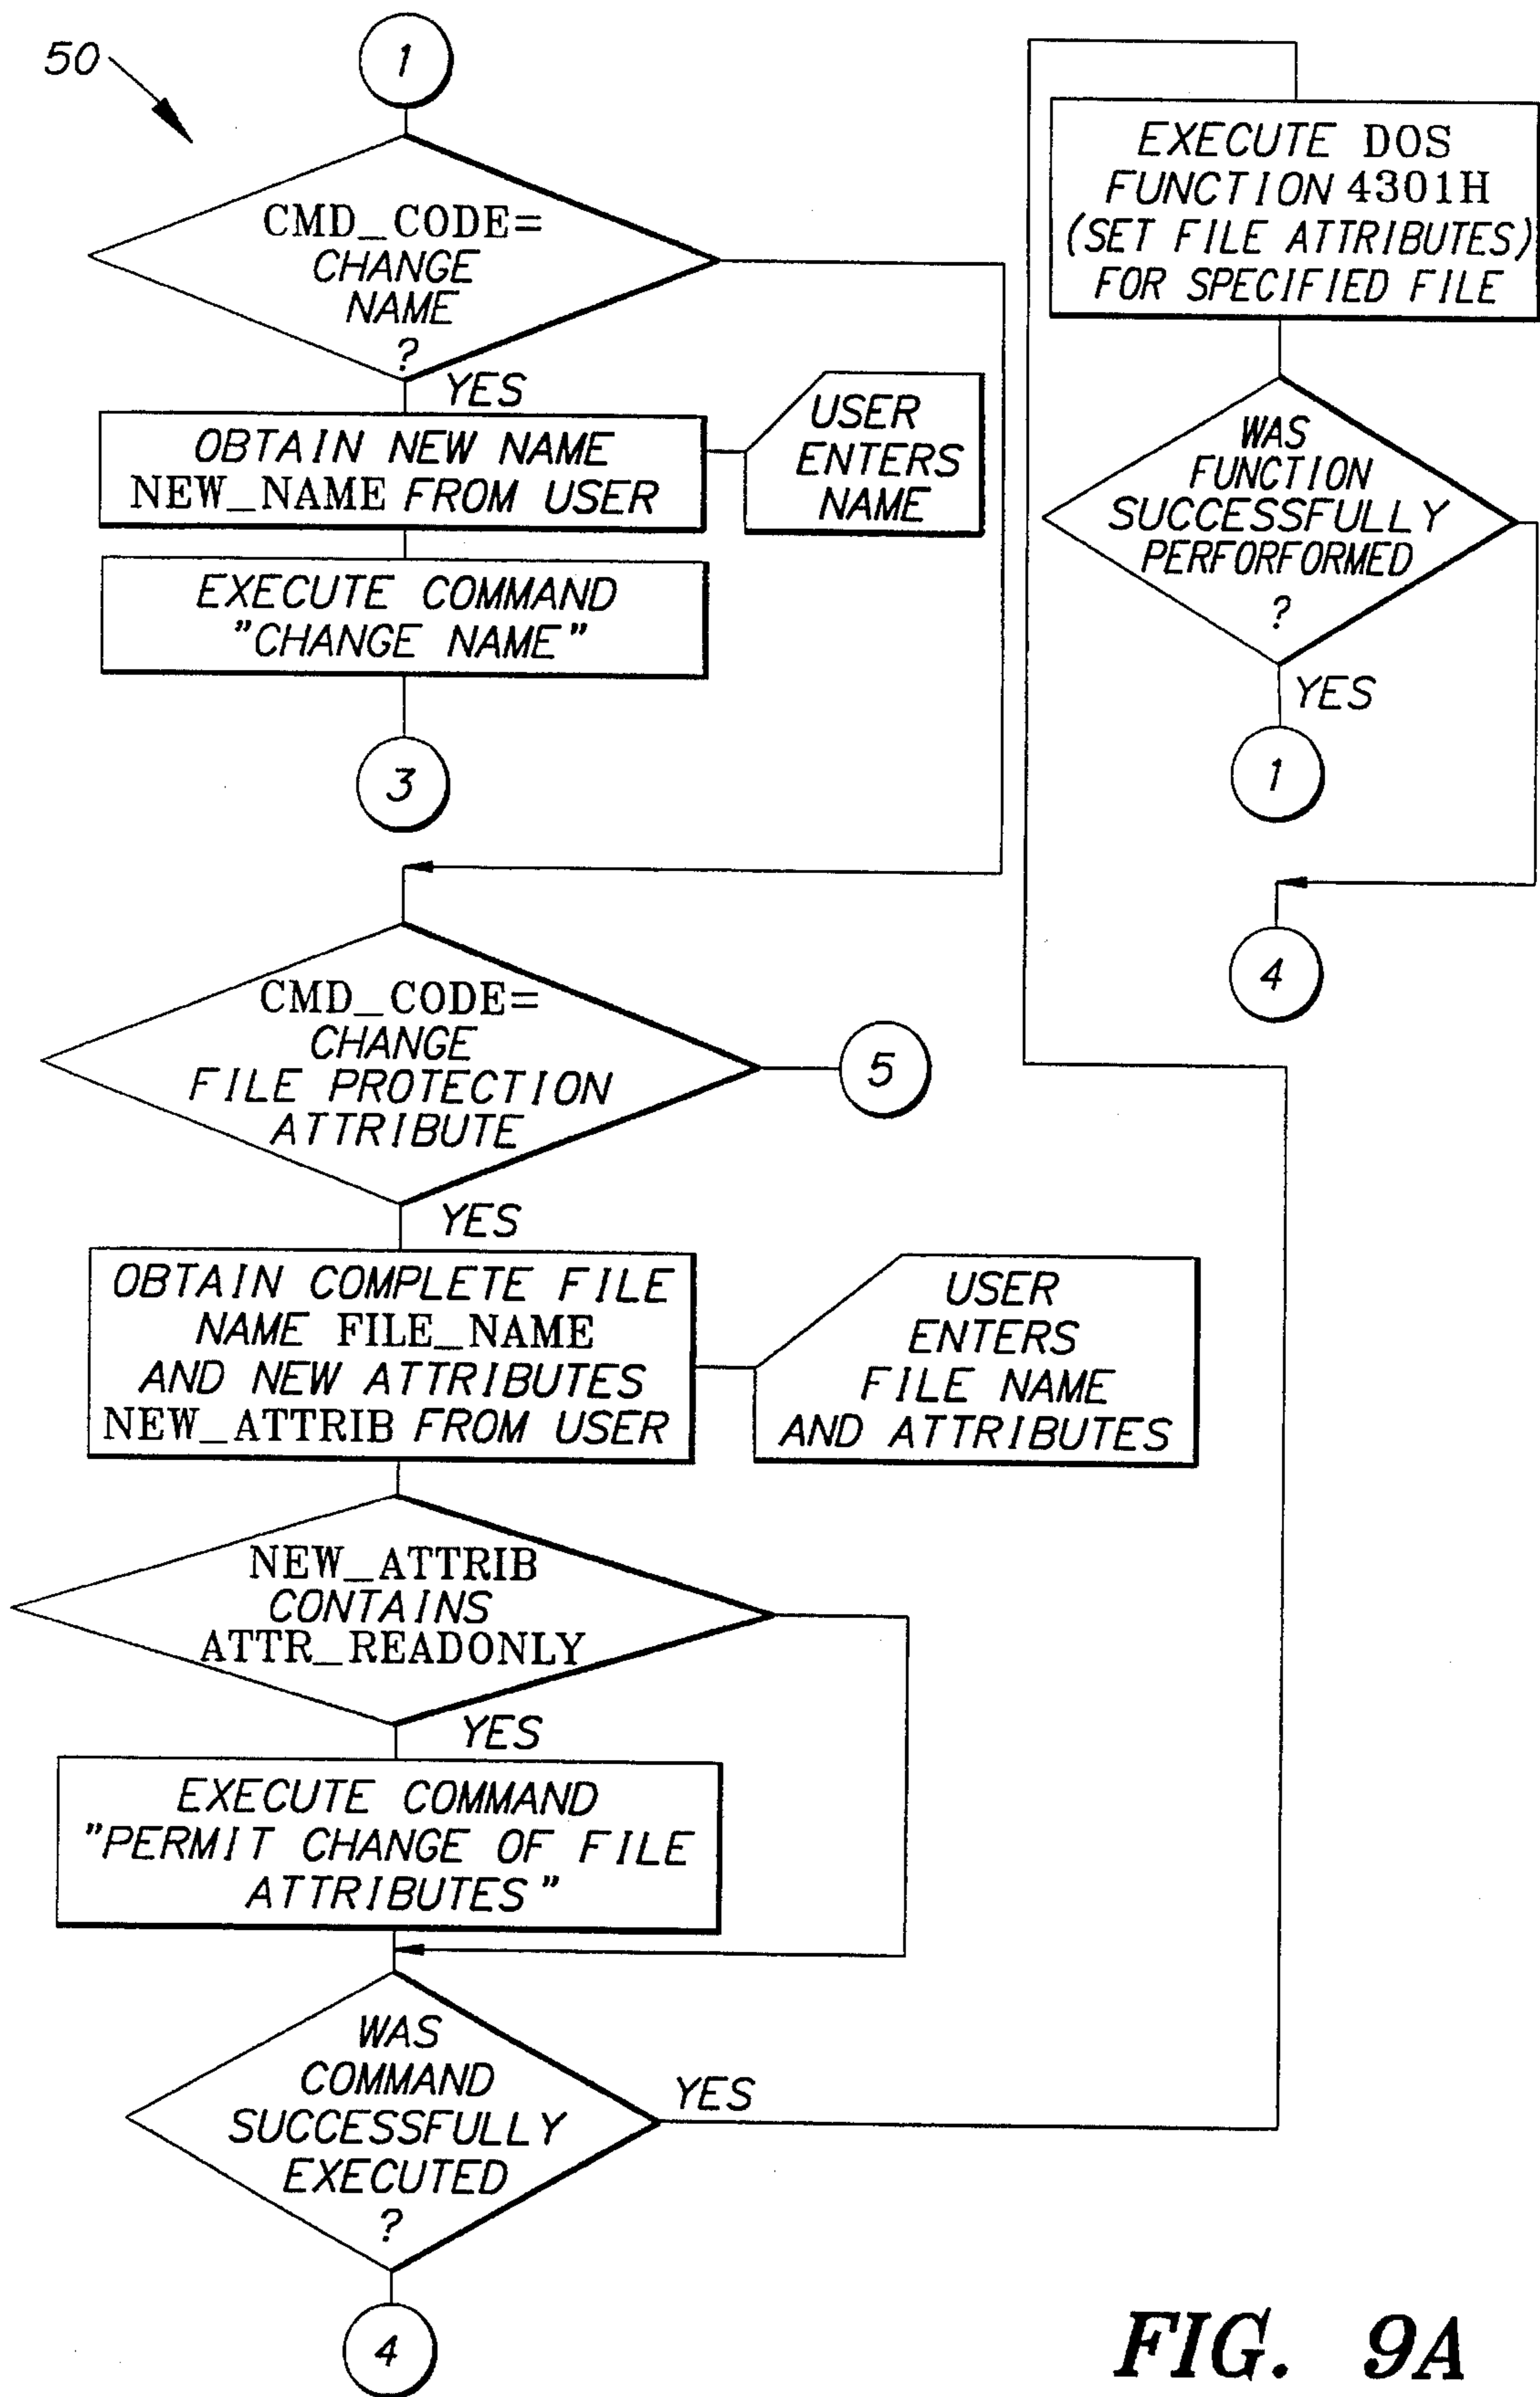 50
1
CMD_CODE=
CHANGE
NAME
?
YES
OBTAIN NEW NAME
NEW_NAME FROM USER
USER
ENTERS
NAME
EXECUTE COMMAND
"CHANGE NAME"
3
CMD_CODE=
CHANGE
FILE PROTECTION
ATTRIBUTE
5
YES
OBTAIN COMPLETE FILE
NAME FILE_NAME
AND NEW ATTRIBUTES
NEW_ATTRIB FROM USER
USER
ENTERS
FILE NAME
AND ATTRIBUTES
NEW_ATTRIB
CONTAINS
ATTR_READONLY
YES
EXECUTE COMMAND
"PERMIT CHANGE OF FILE
ATTRIBUTES"
WAS
COMMAND
SUCCESSFULLY
EXECUTED
?
YES
4
EXECUTE DOS
FUNCTION 4301H
(SET FILE ATTRIBUTES)
FOR SPECIFIED FILE
WAS
FUNCTION
SUCCESSFULLY
PERFORFORMED
?
YES
1
4
FIG. 9A